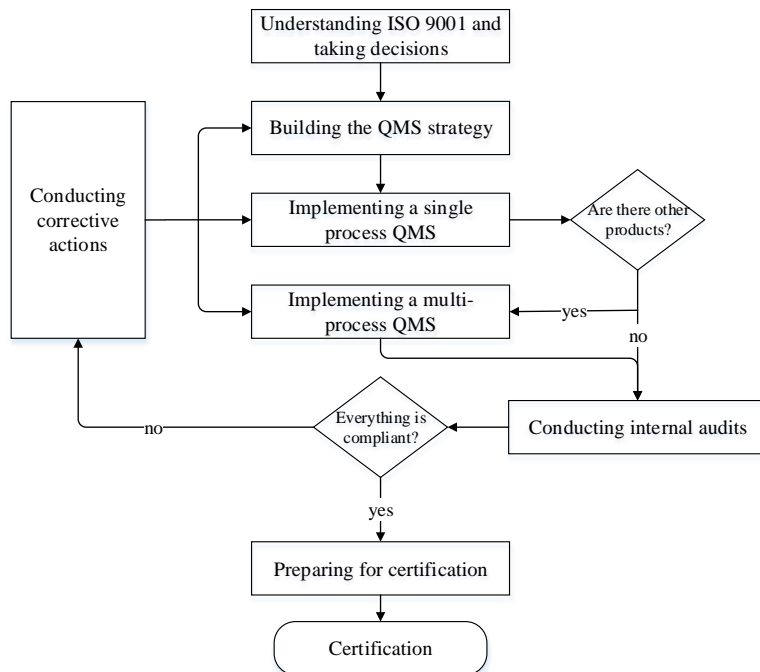 Understanding ISO 9001 and
taking decisions
Building the QMS strategy
Conducting
corrective
actions
Implementing a single
process QMS
Are there other
products?
Implementing a multi-
process QMS
yes
no
Everything is
compliant?
Conducting internal audits
no
yes
Preparing for certification
Certification